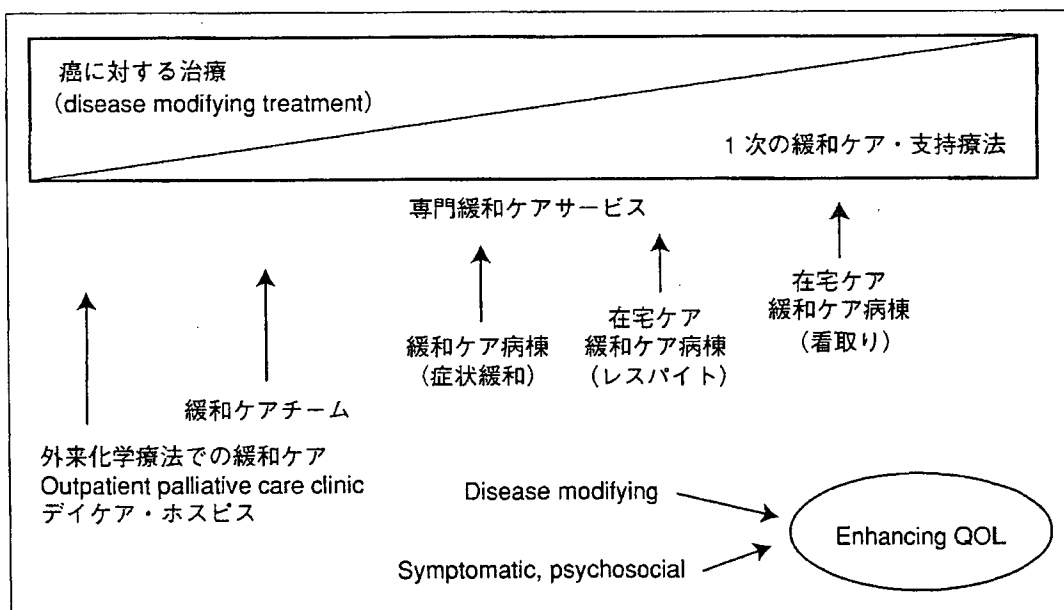 癌に対する治療
(disease modifying treatment)
1次の緩和ケア・支持療法
専門緩和ケアサービス
在宅ケア
緩和ケア病棟
(看取り)
在宅ケア
緩和ケア病棟
(レスパイト)
緩和ケア病棟
(症状緩和)
緩和ケアチーム
外来化学療法での緩和ケア
Outpatient palliative care clinic
デイケア・ホスピス
Disease modifying
Symptomatic, psychosocial
Enhancing QOL